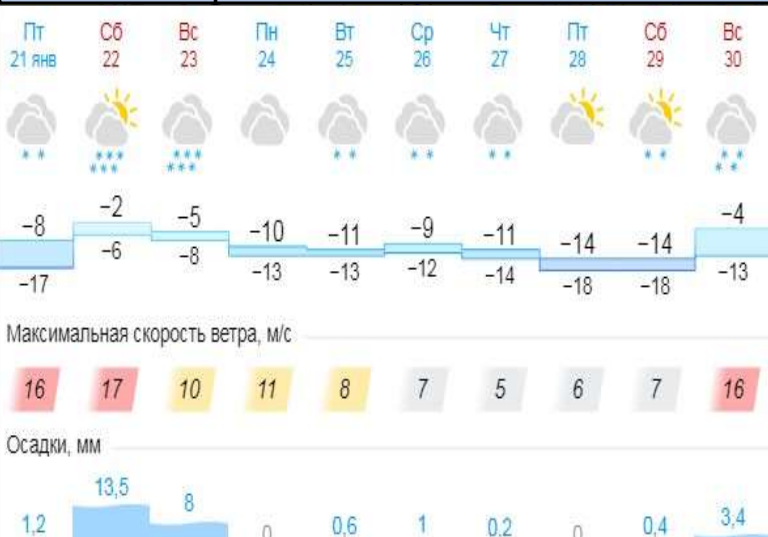 Пт Сб Вс Пн Вт Ср Чт Пт Сб Вс
21 янв 22 23 24 25 26 27 28 29 30
−8 −2 −5 −10 −11 −9 −11 −14 −14 −4
−17 −6 −8 −13 −13 −12 −14 −18 −18 −13
Максимальная скорость ветра, м/с
16 17 10 11 8 7 5 6 7 16
Осадки, мм
1,2 13,5 8 0 0,6 1 0,2 0 0,4 3,4